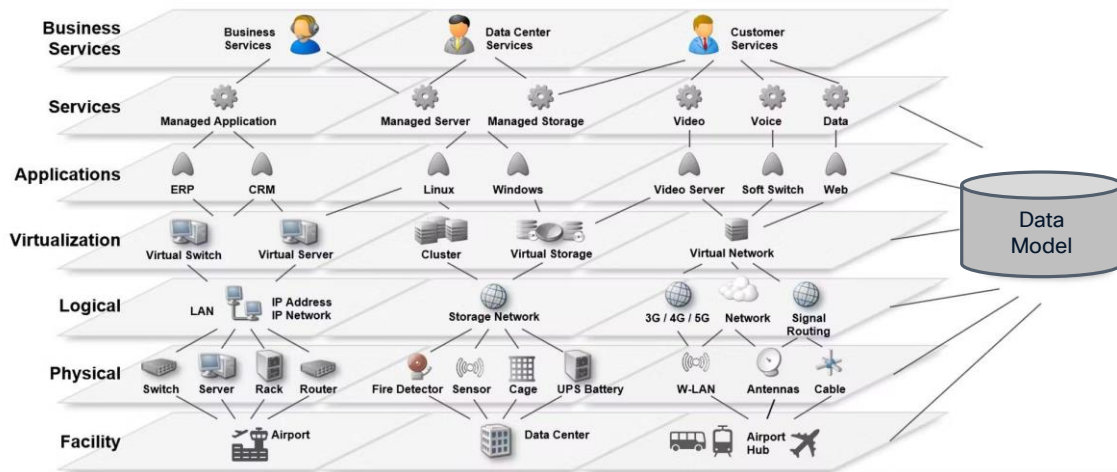 Business
Services
Business
Services
Data Center
Services
Customer
Services
Services
Managed Application
Managed Server
Managed Storage
Video
Voice
Data
Applications
ERP
CRM
Linux
Windows
Video Server
Soft Switch
Web
Data
Model
Virtualization
Virtual Switch
Virtual Server
Cluster
Virtual Storage
Virtual Network
Logical
LAN
IP Address
IP Network
Storage Network
3G / 4G / 5G
Network
Signal
Routing
Physical
Switch
Server
Rack
Router
Fire Detector
Sensor
Cage
UPS Battery
W-LAN
Antennas
Cable
Facility
Airport
Data Center
Airport
Hub